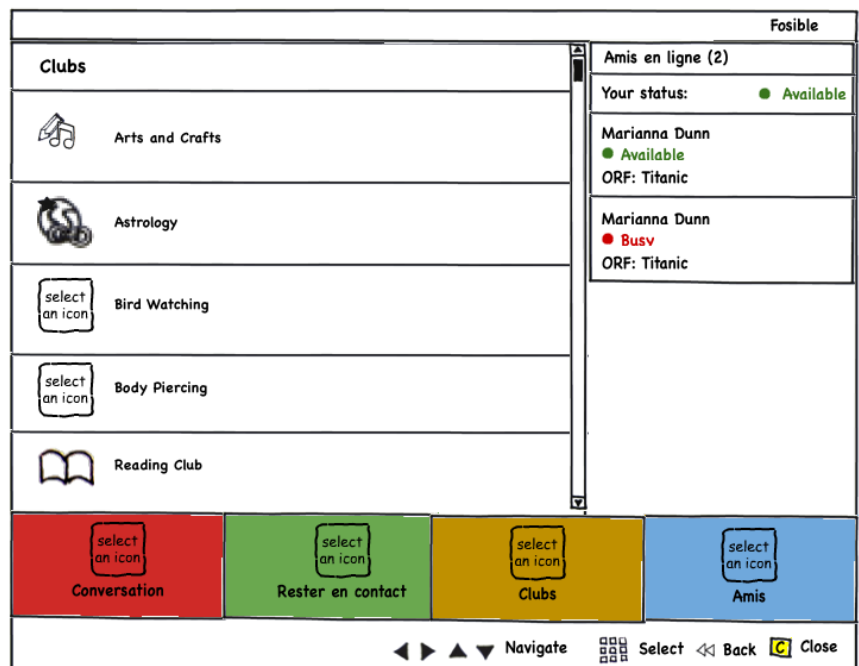 Fosible
Clubs
Amis en ligne (2)
Your status:
Available
Arts and Crafts
Marianna Dunn
Available
ORF: Titanic
Astrology
Marianna Dunn
Busy
ORF: Titanic
select
an icon
Bird Watching
select
an icon
Body Piercing
Reading Club
select
an icon
Conversation
select
an icon
Rester en contact
select
an icon
Clubs
select
an icon
Amis
Navigate
Select
Back
C
Close